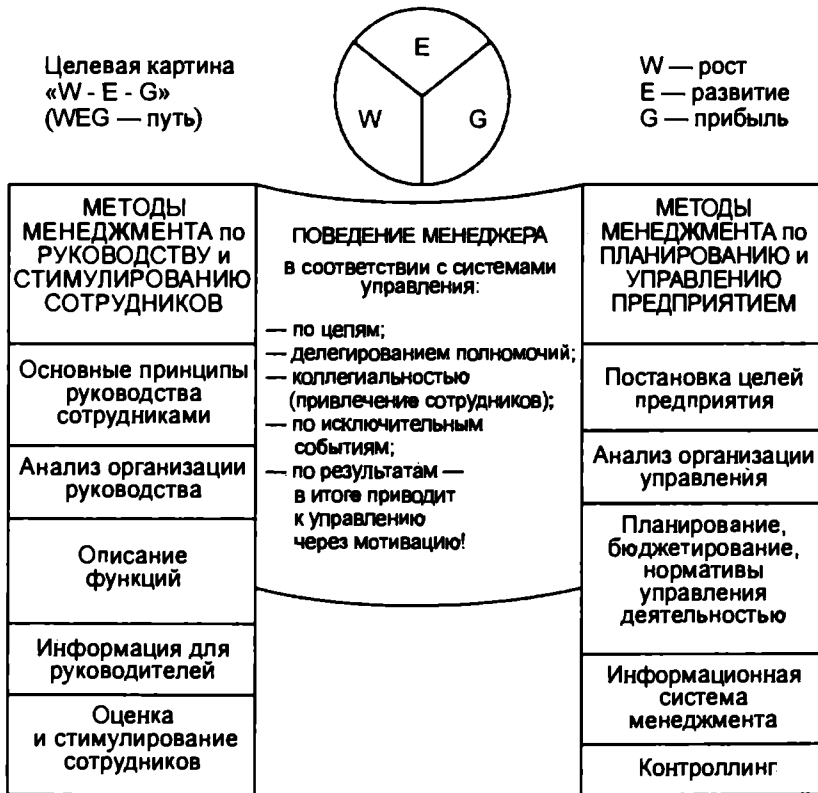 Целевая картина
«W - E - G»
(WEG — путь)
E
W
G
W — рост
E — развитие
G — прибыль
МЕТОДЫ
МЕНЕДЖМЕНТА по
РУКОВОДСТВУ и
СТИМУЛИРОВАНИЮ
СОТРУДНИКОВ
Основные принципы
руководства
сотрудниками
Анализ организации
руководства
Описание
функций
Информация для
руководителей
Оценка
и стимулирование
сотрудников
ПОВЕДЕНИЕ МЕНЕДЖЕРА
в соответствии с системами
управления:
— по цепям;
— делегированием полномочий;
— коллегиальностью
(привлечение сотрудников);
— по исключительным
событиям;
— по результатам —
в итоге приводит
к управлению
через мотивацию!
МЕТОДЫ
МЕНЕДЖМЕНТА по
ПЛАНИРОВАНИЮ и
УПРАВЛЕНИЮ
ПРЕДПРИЯТИЕМ
Постановка целей
предприятия
Анализ организации
управления
Планирование,
бюджетирование,
нормативы
управления
деятельностью
Информационная
система
менеджмента
Контроллинг